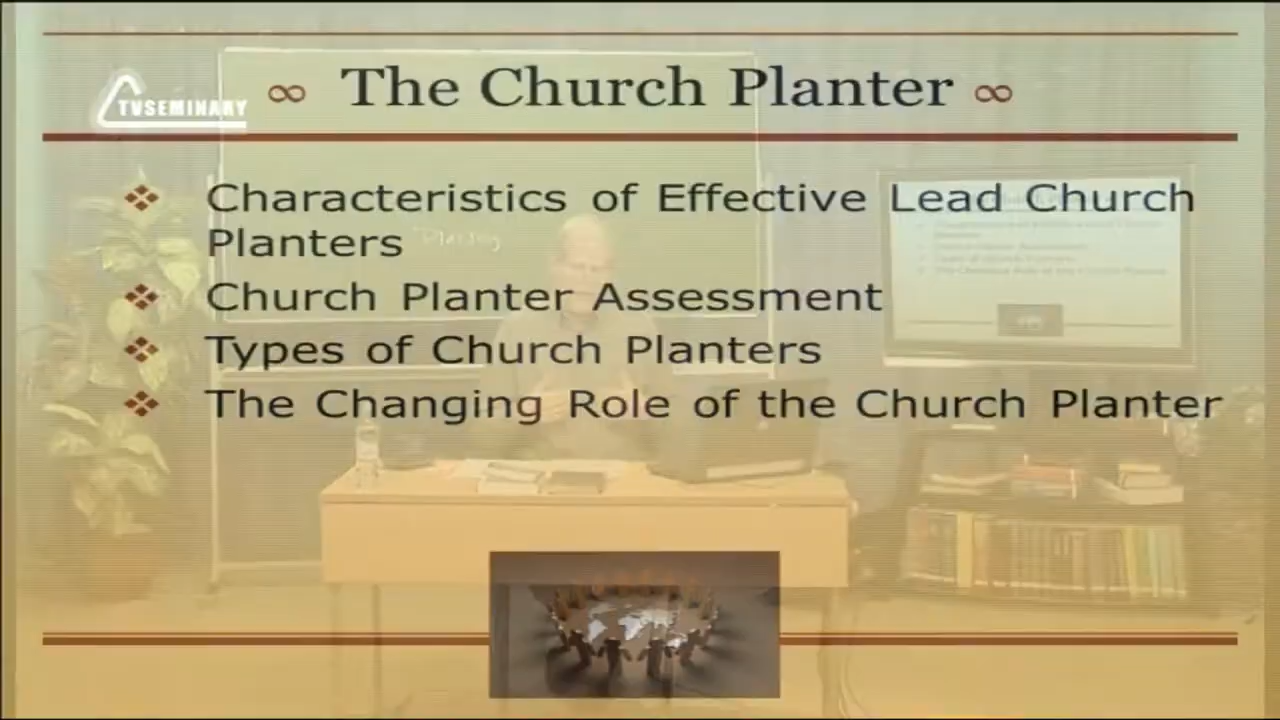 ∞ The Church Planter ∞
TVSEMINARY
Characteristics of Effective Lead Church
Planters
Church Planter Assessment
Types of Church Planters
The Changing Role of the Church Planter
Planting